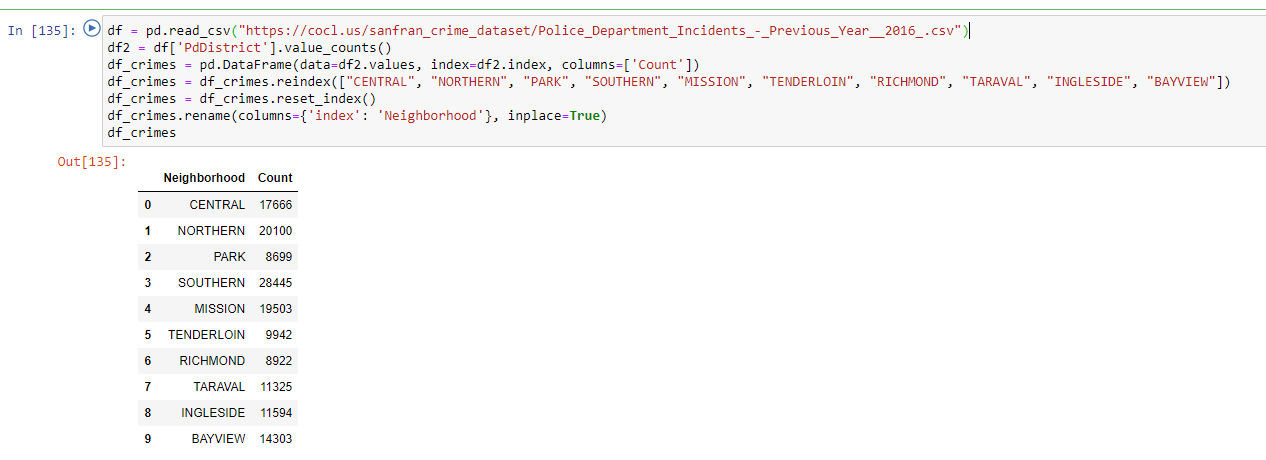 In [135]: df = pd.read_csv("https://cocl.us/sanfran_crime_dataset/Police_Department_Incidents_-_Previous_Year__2016_.csv")
df2 = df['PdDistrict'].value_counts()
df_crimes = pd.DataFrame(data=df2.values, index=df2.index, columns=['Count'])
df_crimes = df_crimes.reindex(["CENTRAL", "NORTHERN", "PARK", "SOUTHERN", "MISSION", "TENDERLOIN", "RICHMOND", "TARAVAL", "INGLESIDE", "BAYVIEW"])
df_crimes = df_crimes.reset_index()
df_crimes.rename(columns={'index': 'Neighborhood'}, inplace=True)
df_crimes
Out[135]:
Neighborhood Count
0 CENTRAL 17666
1 NORTHERN 20100
2 PARK 8699
3 SOUTHERN 28445
4 MISSION 19503
5 TENDERLOIN 9942
6 RICHMOND 8922
7 TARAVAL 11325
8 INGLESIDE 11594
9 BAYVIEW 14303